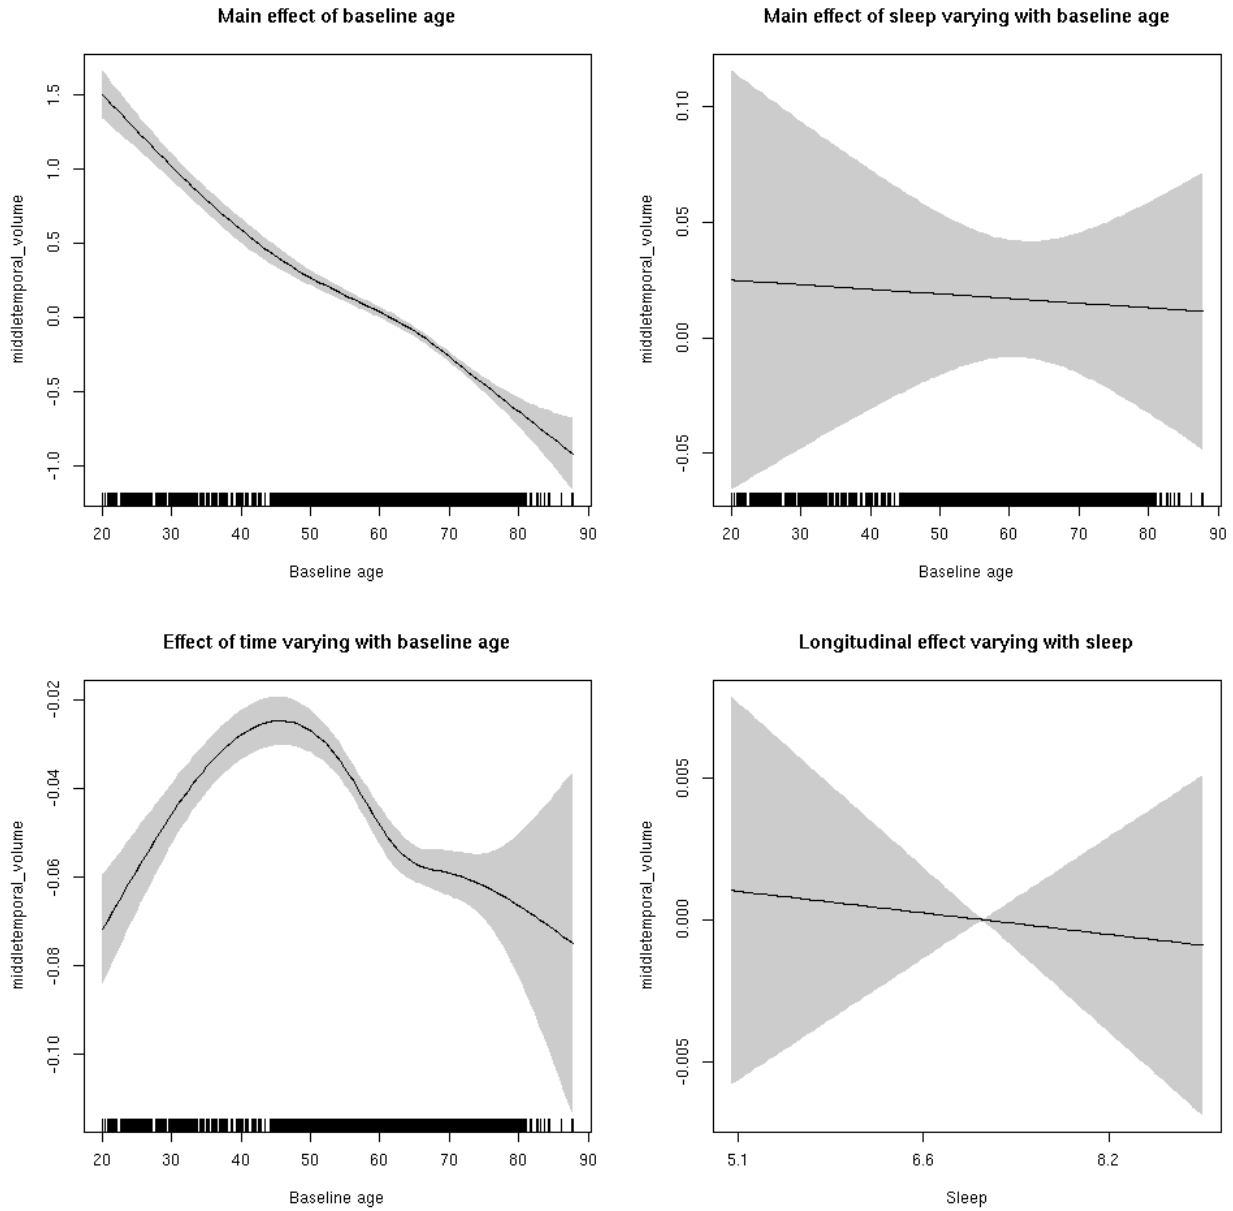 Main effect of baseline age
middletemporal_volume
1.5
1.0
0.5
0.0
-0.5
-1.0
20 30 40 50 60 70 80 90
Baseline age
Main effect of sleep varying with baseline age
middletemporal_volume
0.10
0.05
0.00
-0.05
20 30 40 50 60 70 80 90
Baseline age
Effect of time varying with baseline age
middletemporal_volume
-0.02
-0.04
-0.06
-0.08
-0.10
20 30 40 50 60 70 80 90
Baseline age
Longitudinal effect varying with sleep
middletemporal_volume
0.005
0.000
-0.005
5.1 6.6 8.2
Sleep